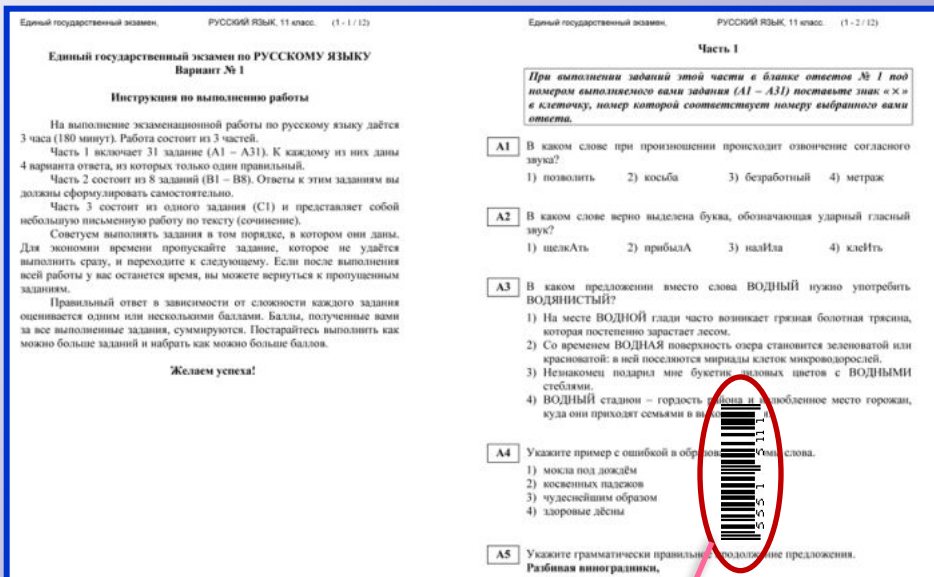 Единый государственный экзамен, РУССКИЙ ЯЗЫК, 11 класс. (1 - 1 / 12)
Единый государственный экзамен по РУССКОМУ ЯЗЫКУ
Вариант № 1
Инструкция по выполнению работы
На выполнение экзаменационной работы по русскому языку даётся
3 часа (180 минут). Работа состоит из 3 частей.
Часть 1 включает 31 задание (А1 – А31). К каждому из них даны
4 варианта ответа, из которых только один правильный.
Часть 2 состоит из 8 заданий (В1 – В8). Ответы к этим заданиям вы
должны сформулировать самостоятельно.
Часть 3 состоит из одного задания (С1) и представляет собой
небольшую письменную работу по тексту (сочинение).
Советуем выполнять задания в том порядке, в котором они даны.
Для экономии времени пропускайте задание, которое не удаётся
выполнить сразу, и переходите к следующему. Если после выполнения
всей работы у вас останется время, вы можете вернуться к пропущенным
заданиям.
Правильный ответ в зависимости от сложности каждого задания
оценивается одним или несколькими баллами. Баллы, полученные вами
за все выполненные задания, суммируются. Постарайтесь выполнить как
можно больше заданий и набрать как можно больше баллов.
Желаем успеха!
Единый государственный экзамен, РУССКИЙ ЯЗЫК, 11 класс. (1 - 2 / 12)
Часть 1
При выполнении заданий этой части в бланке ответов № 1 под
номером выполняемого вами задания (А1 – А31) поставьте знак «×»
в клеточку, номер которой соответствует номеру выбранного вами
ответа.
А1 В каком слове при произношении происходит озвончение согласного
звука?
1) позволить 2) косьба 3) безработный 4) метраж
А2 В каком слове верно выделена буква, обозначающая ударный гласный
звук?
1) щелкАть 2) прибылА 3) налИла 4) клеИть
А3 В каком предложении вместо слова ВОДНЫЙ нужно употребить
ВОДЯНИСТЫЙ?
1) На месте ВОДНОЙ глади часто возникает грязная болотная трясина,
которая постепенно зарастает лесом.
2) Со временем ВОДНАЯ поверхность озера становится зеленоватой или
красноватой: в ней поселяются мириады клеток микроводорослей.
3) Незнакомец подарил мне букетик лиловых цветов с ВОДНЫМИ
стеблями.
4) ВОДНЫЙ стадион – гордость района и излюбленное место горожан,
куда они приходят семьями в
5551 511
А4 Укажите пример с ошибкой в слова.
1) мокла под дождём
2) косвенных падежов
3) чудеснейшим образом
4) здоровые дёсны
А5 Укажите грамматически правильное продолжение предложения.
Разбивая виноградники,